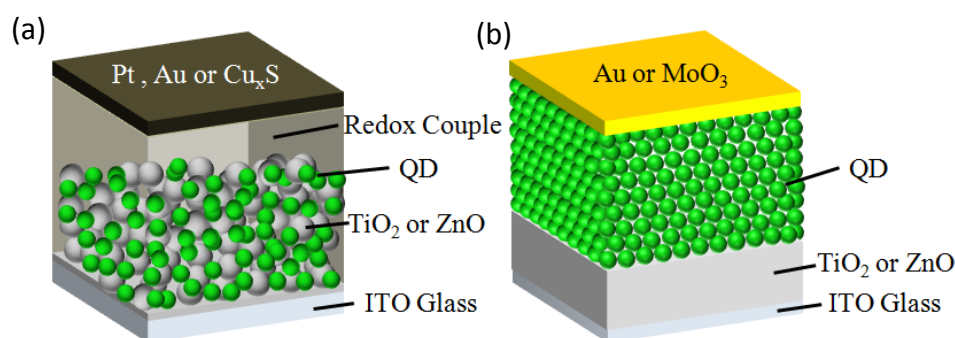 (a)
Pt , Au or CuₓS
Redox Couple
QD
TiO₂ or ZnO
ITO Glass
(b)
Au or MoO₃
QD
TiO₂ or ZnO
ITO Glass